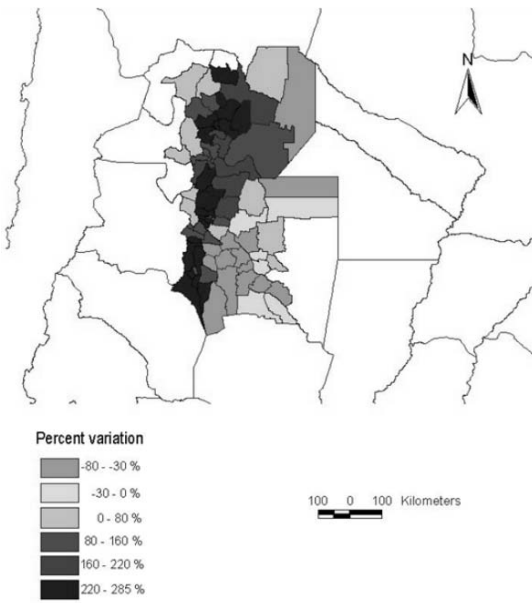 N
Percent variation
-80 - -30 %
-30 - 0 %
0 - 80 %
80 - 160 %
160 - 220 %
220 - 285 %
100 0 100 Kilometers